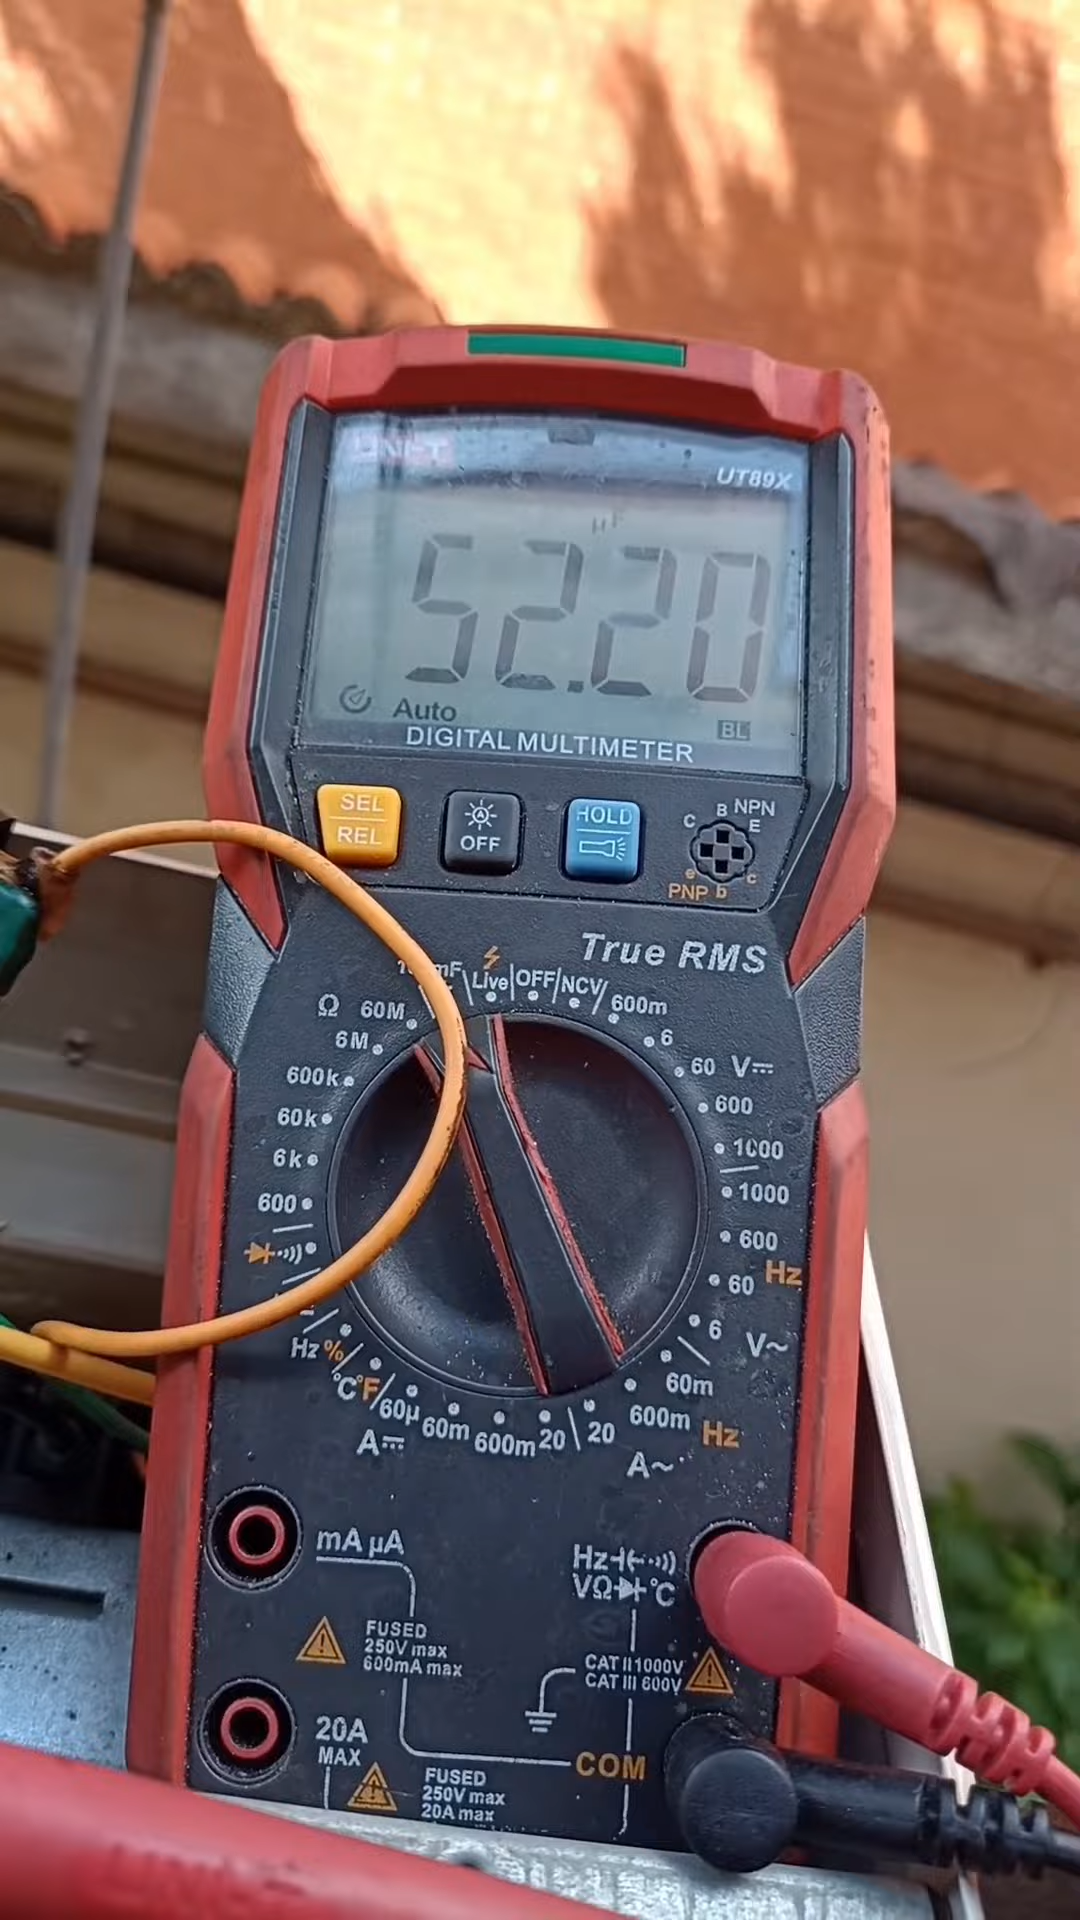 UNI-T
UT89X
µF
52.20
Auto
BL
DIGITAL MULTIMETER
SEL
REL
OFF
HOLD
NPN
C B E
e b c
PNP
True RMS
Live OFF NCV 600m
Ω 60M
6M
600k
60k
6k
600
6
60 V
600
1000
1000
600
60 Hz
6 V~
60m
600m Hz
A~
Hz %
°C °F
60µ 60m 600m 20 20
A
mA µA
FUSED
250V max
600mA max
Hz
VΩ °C
CAT II 1000V
CAT III 600V
20A
MAX
COM
FUSED
250V max
20A max